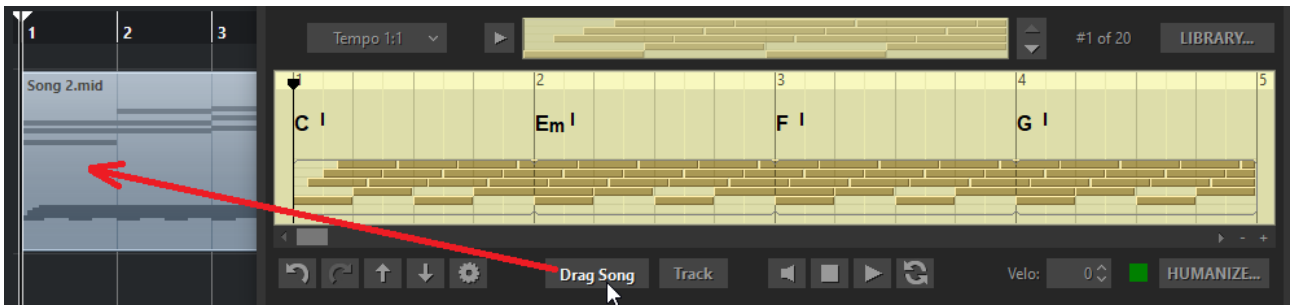 1 2 3
Tempo 1:1 #1 of 20 LIBRARY...
Song 2.mid
1 2 3 4 5
C I Em I F I G I
Drag Song Track Velo: 0 HUMANIZE...